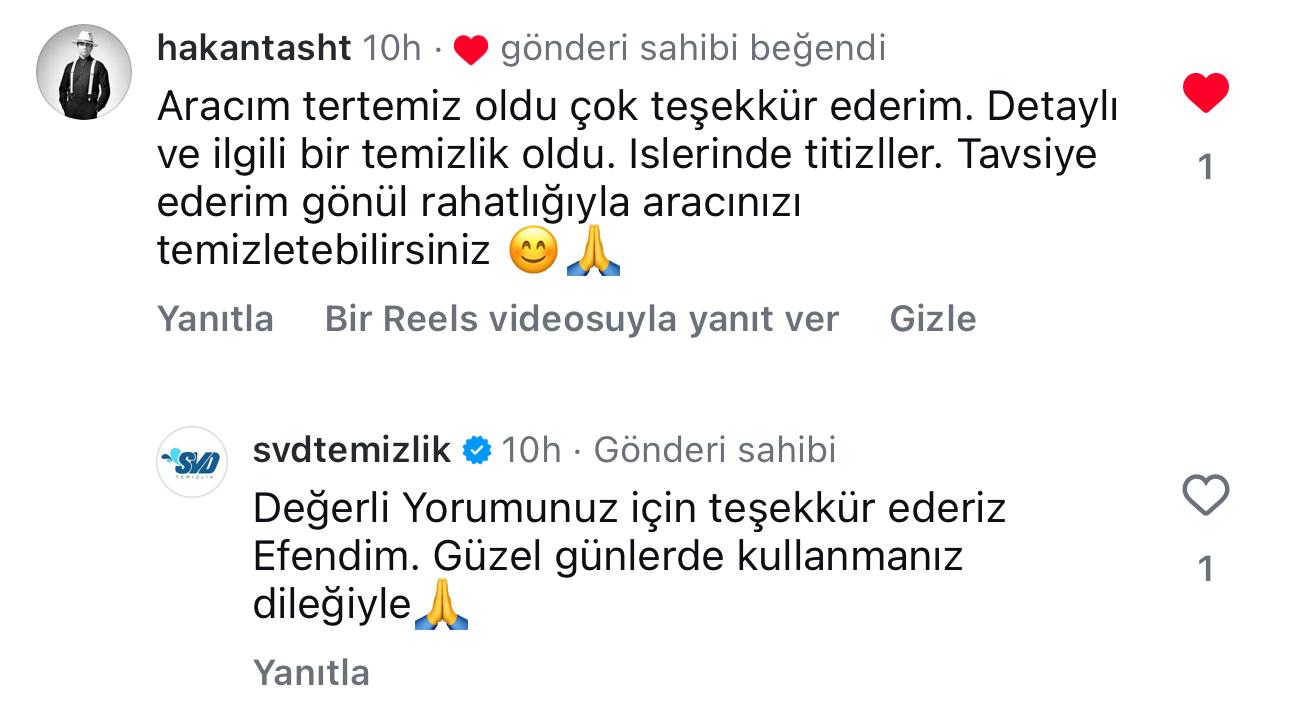 hakantasht 10h · ❤️ gönderi sahibi beğendi
Aracım tertemiz oldu çok teşekkür ederim. Detaylı
ve ilgili bir temizlik oldu. Islerinde titizller. Tavsiye
ederim gönül rahatlığıyla aracınızı
temizletebilirsiniz 😊🙏
1
Yanıtla Bir Reels videosuyla yanıt ver Gizle
SVD
TEMİZLİK
svdtemizlik 10h · Gönderi sahibi
Değerli Yorumunuz için teşekkür ederiz
Efendim. Güzel günlerde kullanmanız
dileğiyle🙏
1
Yanıtla